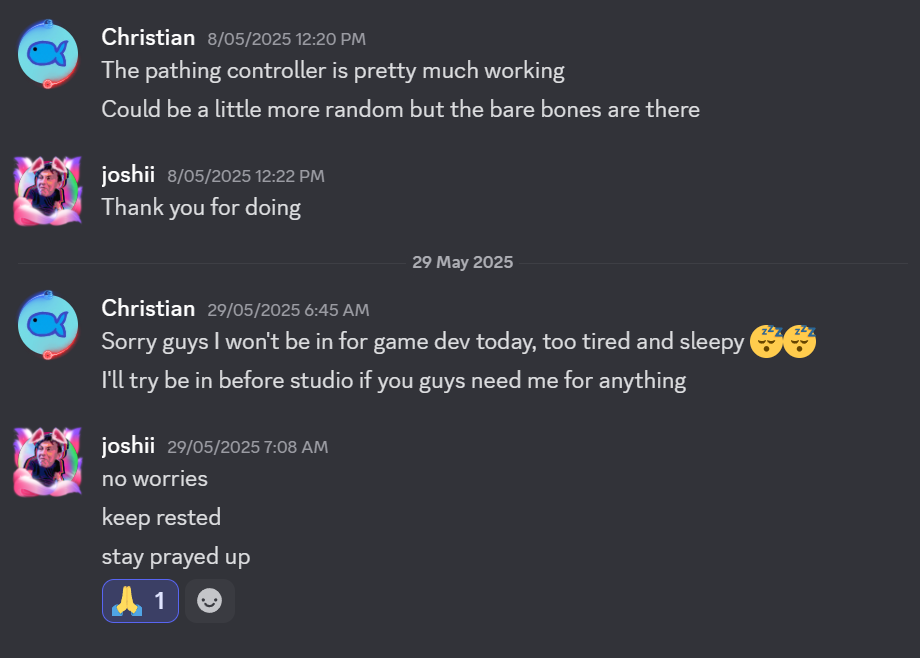 Christian 8/05/2025 12:20 PM
The pathing controller is pretty much working
Could be a little more random but the bare bones are there
joshii 8/05/2025 12:22 PM
Thank you for doing
29 May 2025
Christian 29/05/2025 6:45 AM
Sorry guys I won't be in for game dev today, too tired and sleepy 😴😴
I'll try be in before studio if you guys need me for anything
joshii 29/05/2025 7:08 AM
no worries
keep rested
stay prayed up
🙏 1